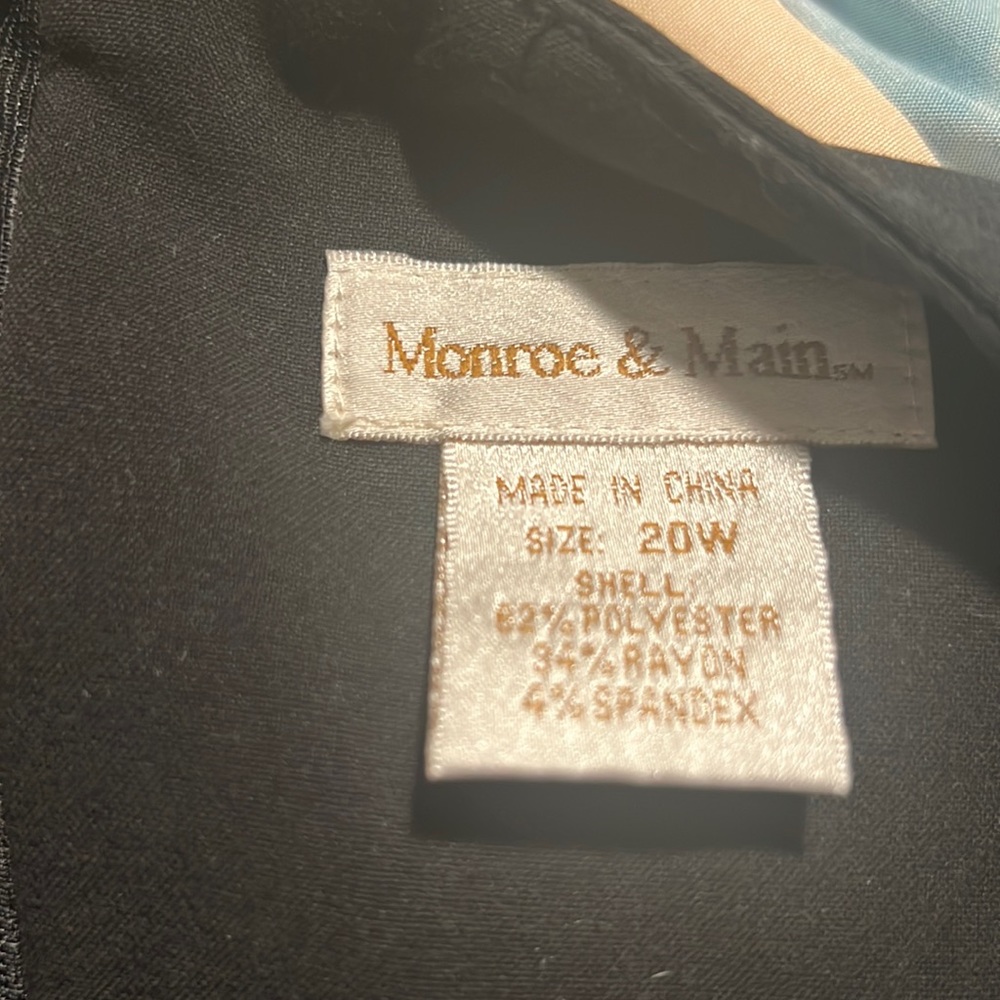 Monroe & Main SM
MADE IN CHINA
SIZE: 20W
SHELL:
62% POLYESTER
34% RAYON
4% SPANDEX